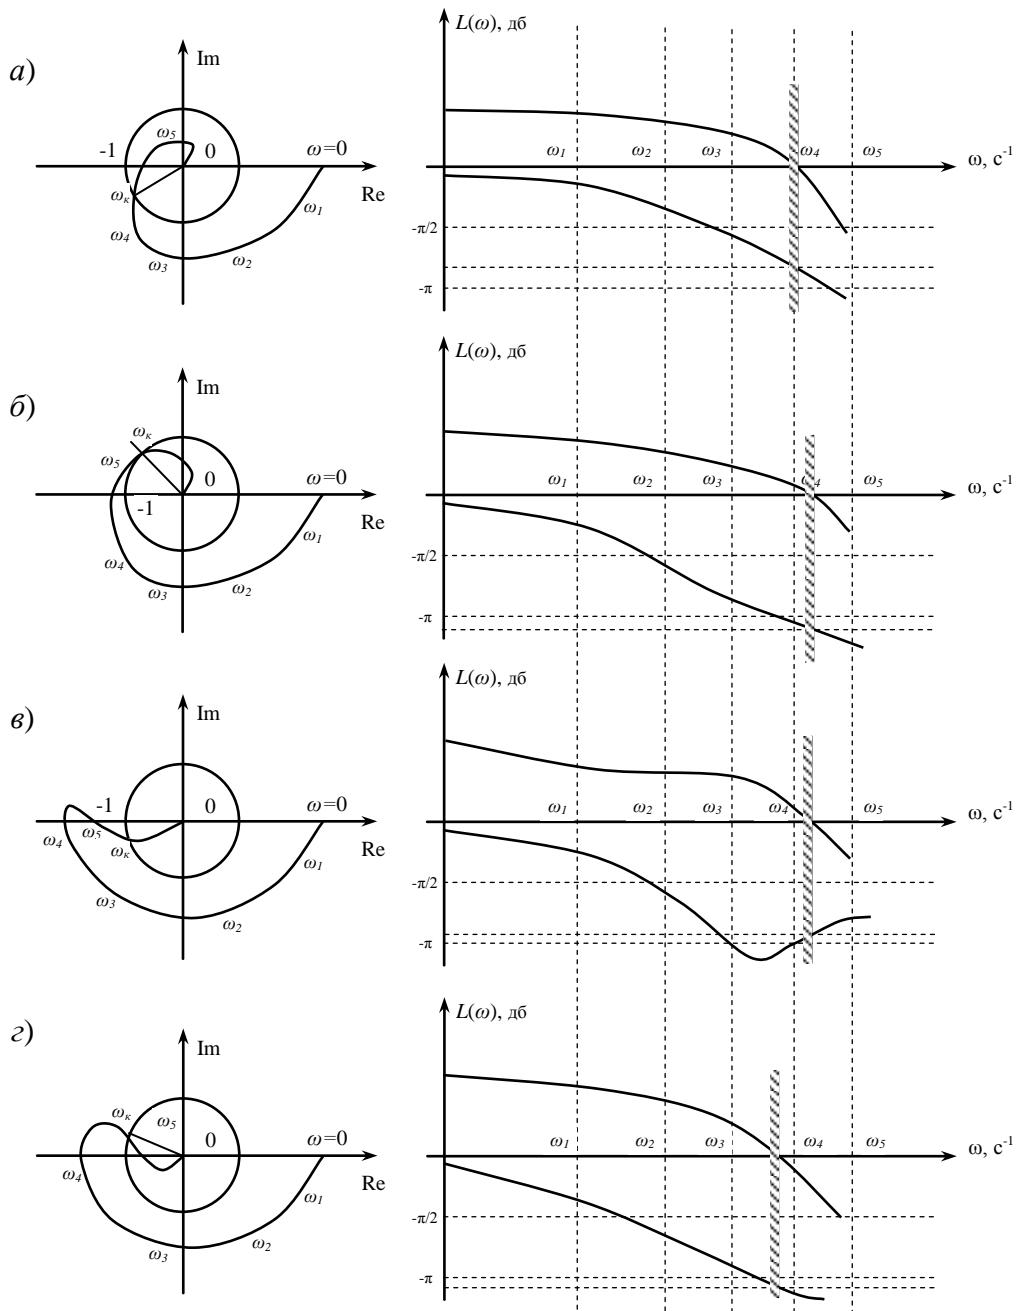 а)
Im
-1
ω₅
0
ω=0
ωк
Re
ω₁
ω₄
ω₃
ω₂
L(ω), дб
ω₁
ω₂
ω₃
ω₄
ω₅
ω, с⁻¹
-π/2
-π
б)
Im
ωк
ω₅
0
ω=0
-1
Re
ω₁
ω₄
ω₃
ω₂
L(ω), дб
ω₁
ω₂
ω₃
ω₄
ω₅
ω, с⁻¹
-π/2
-π
в)
Im
-1
0
ω=0
ω₅
ω₄
ωк
Re
ω₁
ω₃
ω₂
L(ω), дб
ω₁
ω₂
ω₃
ω₄
ω₅
ω, с⁻¹
-π/2
-π
г)
Im
ωк
ω₅
0
ω=0
ω₄
Re
ω₁
ω₃
ω₂
L(ω), дб
ω₁
ω₂
ω₃
ω₄
ω₅
ω, с⁻¹
-π/2
-π